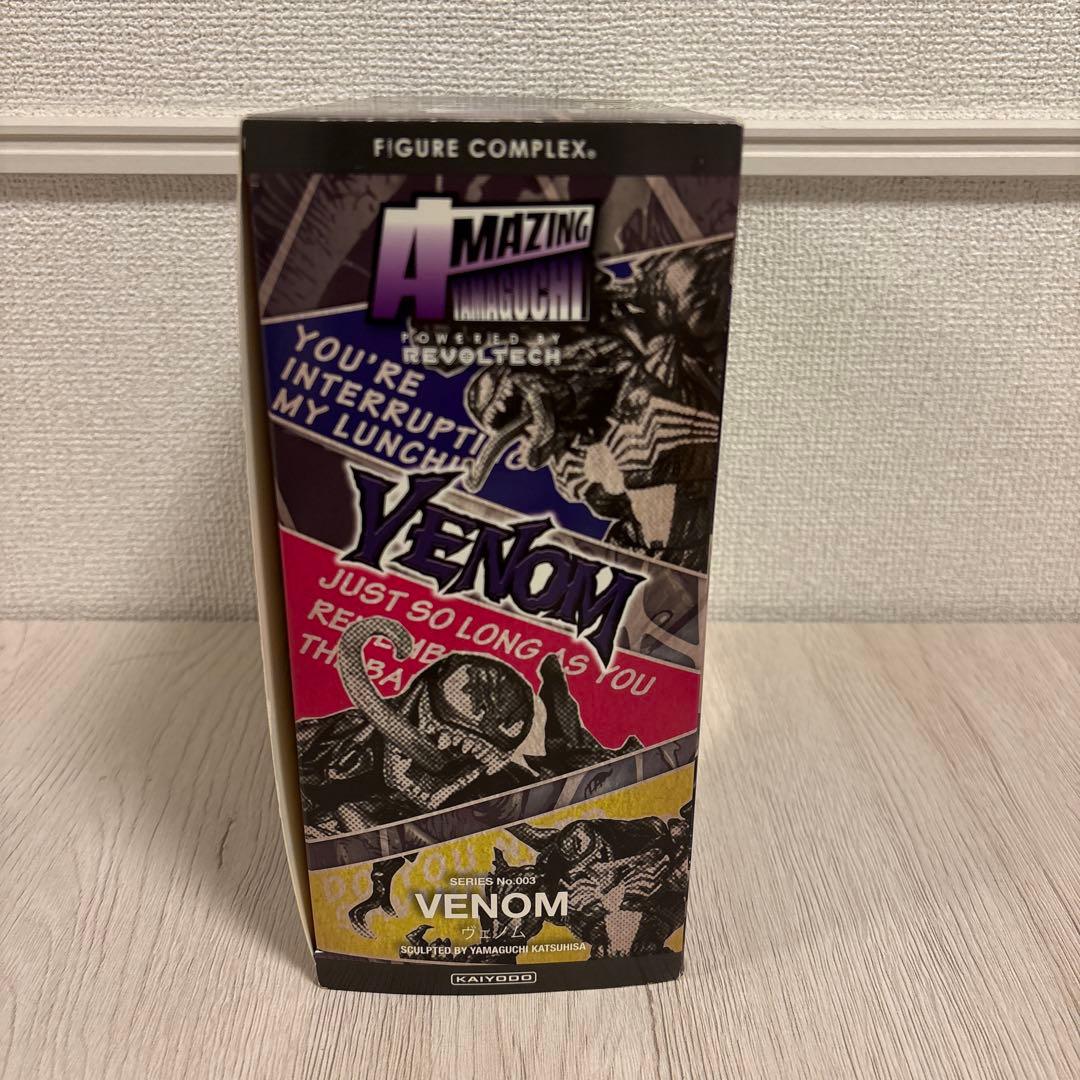 FIGURE COMPLEX®
AMAZING
YAMAGUCHI
POWERED BY
REVOLTECH
YOU'RE
INTERRUPTING
MY LUNCH
VENOM
JUST SO LONG AS YOU
SERIES No.003
VENOM
ヴェノム
SCULPTED BY YAMAGUCHI KATSUHISA
KAIYODO